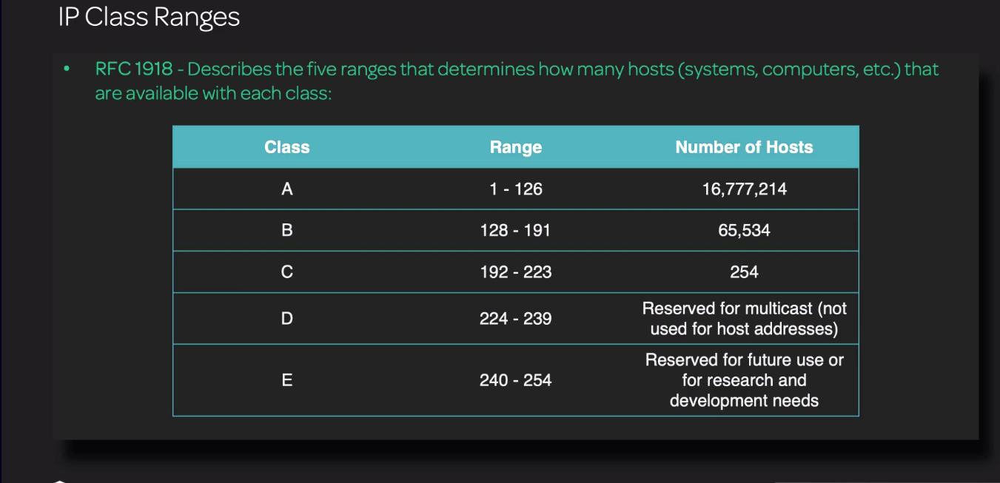 IP Class Ranges
• RFC 1918 - Describes the five ranges that determines how many hosts (systems, computers, etc.) that
are available with each class:
Class Range Number of Hosts
A 1 - 126 16,777,214
B 128 - 191 65,534
C 192 - 223 254
D 224 - 239 Reserved for multicast (not
used for host addresses)
E 240 - 254 Reserved for future use or
for research and
development needs